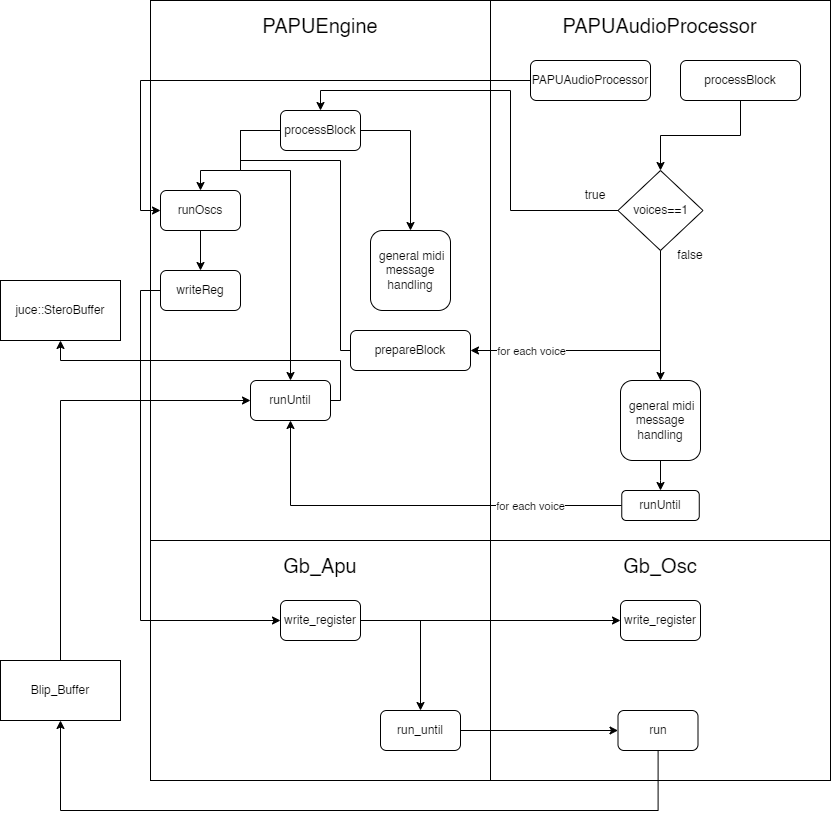 PAPUEngine
PAPUAudioProcessor
PAPUAudioProcessor
processBlock
processBlock
runOscs
true
voices==1
false
general midi
message
handling
writeReg
juce::SteroBuffer
prepareBlock
for each voice
runUntil
general midi
message
handling
for each voice
runUntil
Gb_Apu
Gb_Osc
write_register
write_register
Blip_Buffer
run_until
run